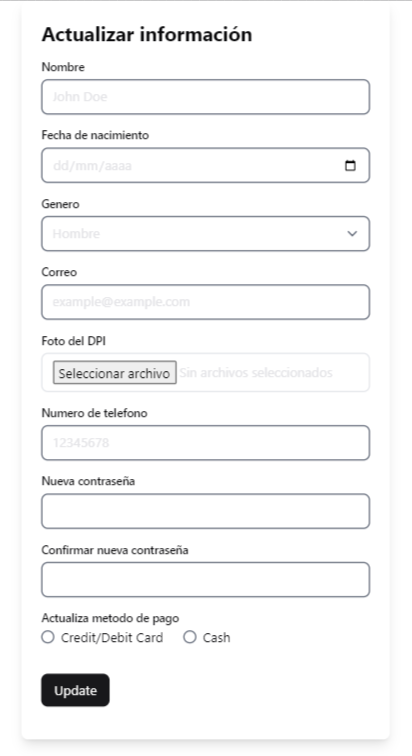 Actualizar información
Nombre
John Doe
Fecha de nacimiento
dd/mm/aaaa
Genero
Hombre
Correo
example@example.com
Foto del DPI
Seleccionar archivo Sin archivos seleccionados
Numero de telefono
12345678
Nueva contraseña
Confirmar nueva contraseña
Actualiza metodo de pago
Credit/Debit Card Cash
Update